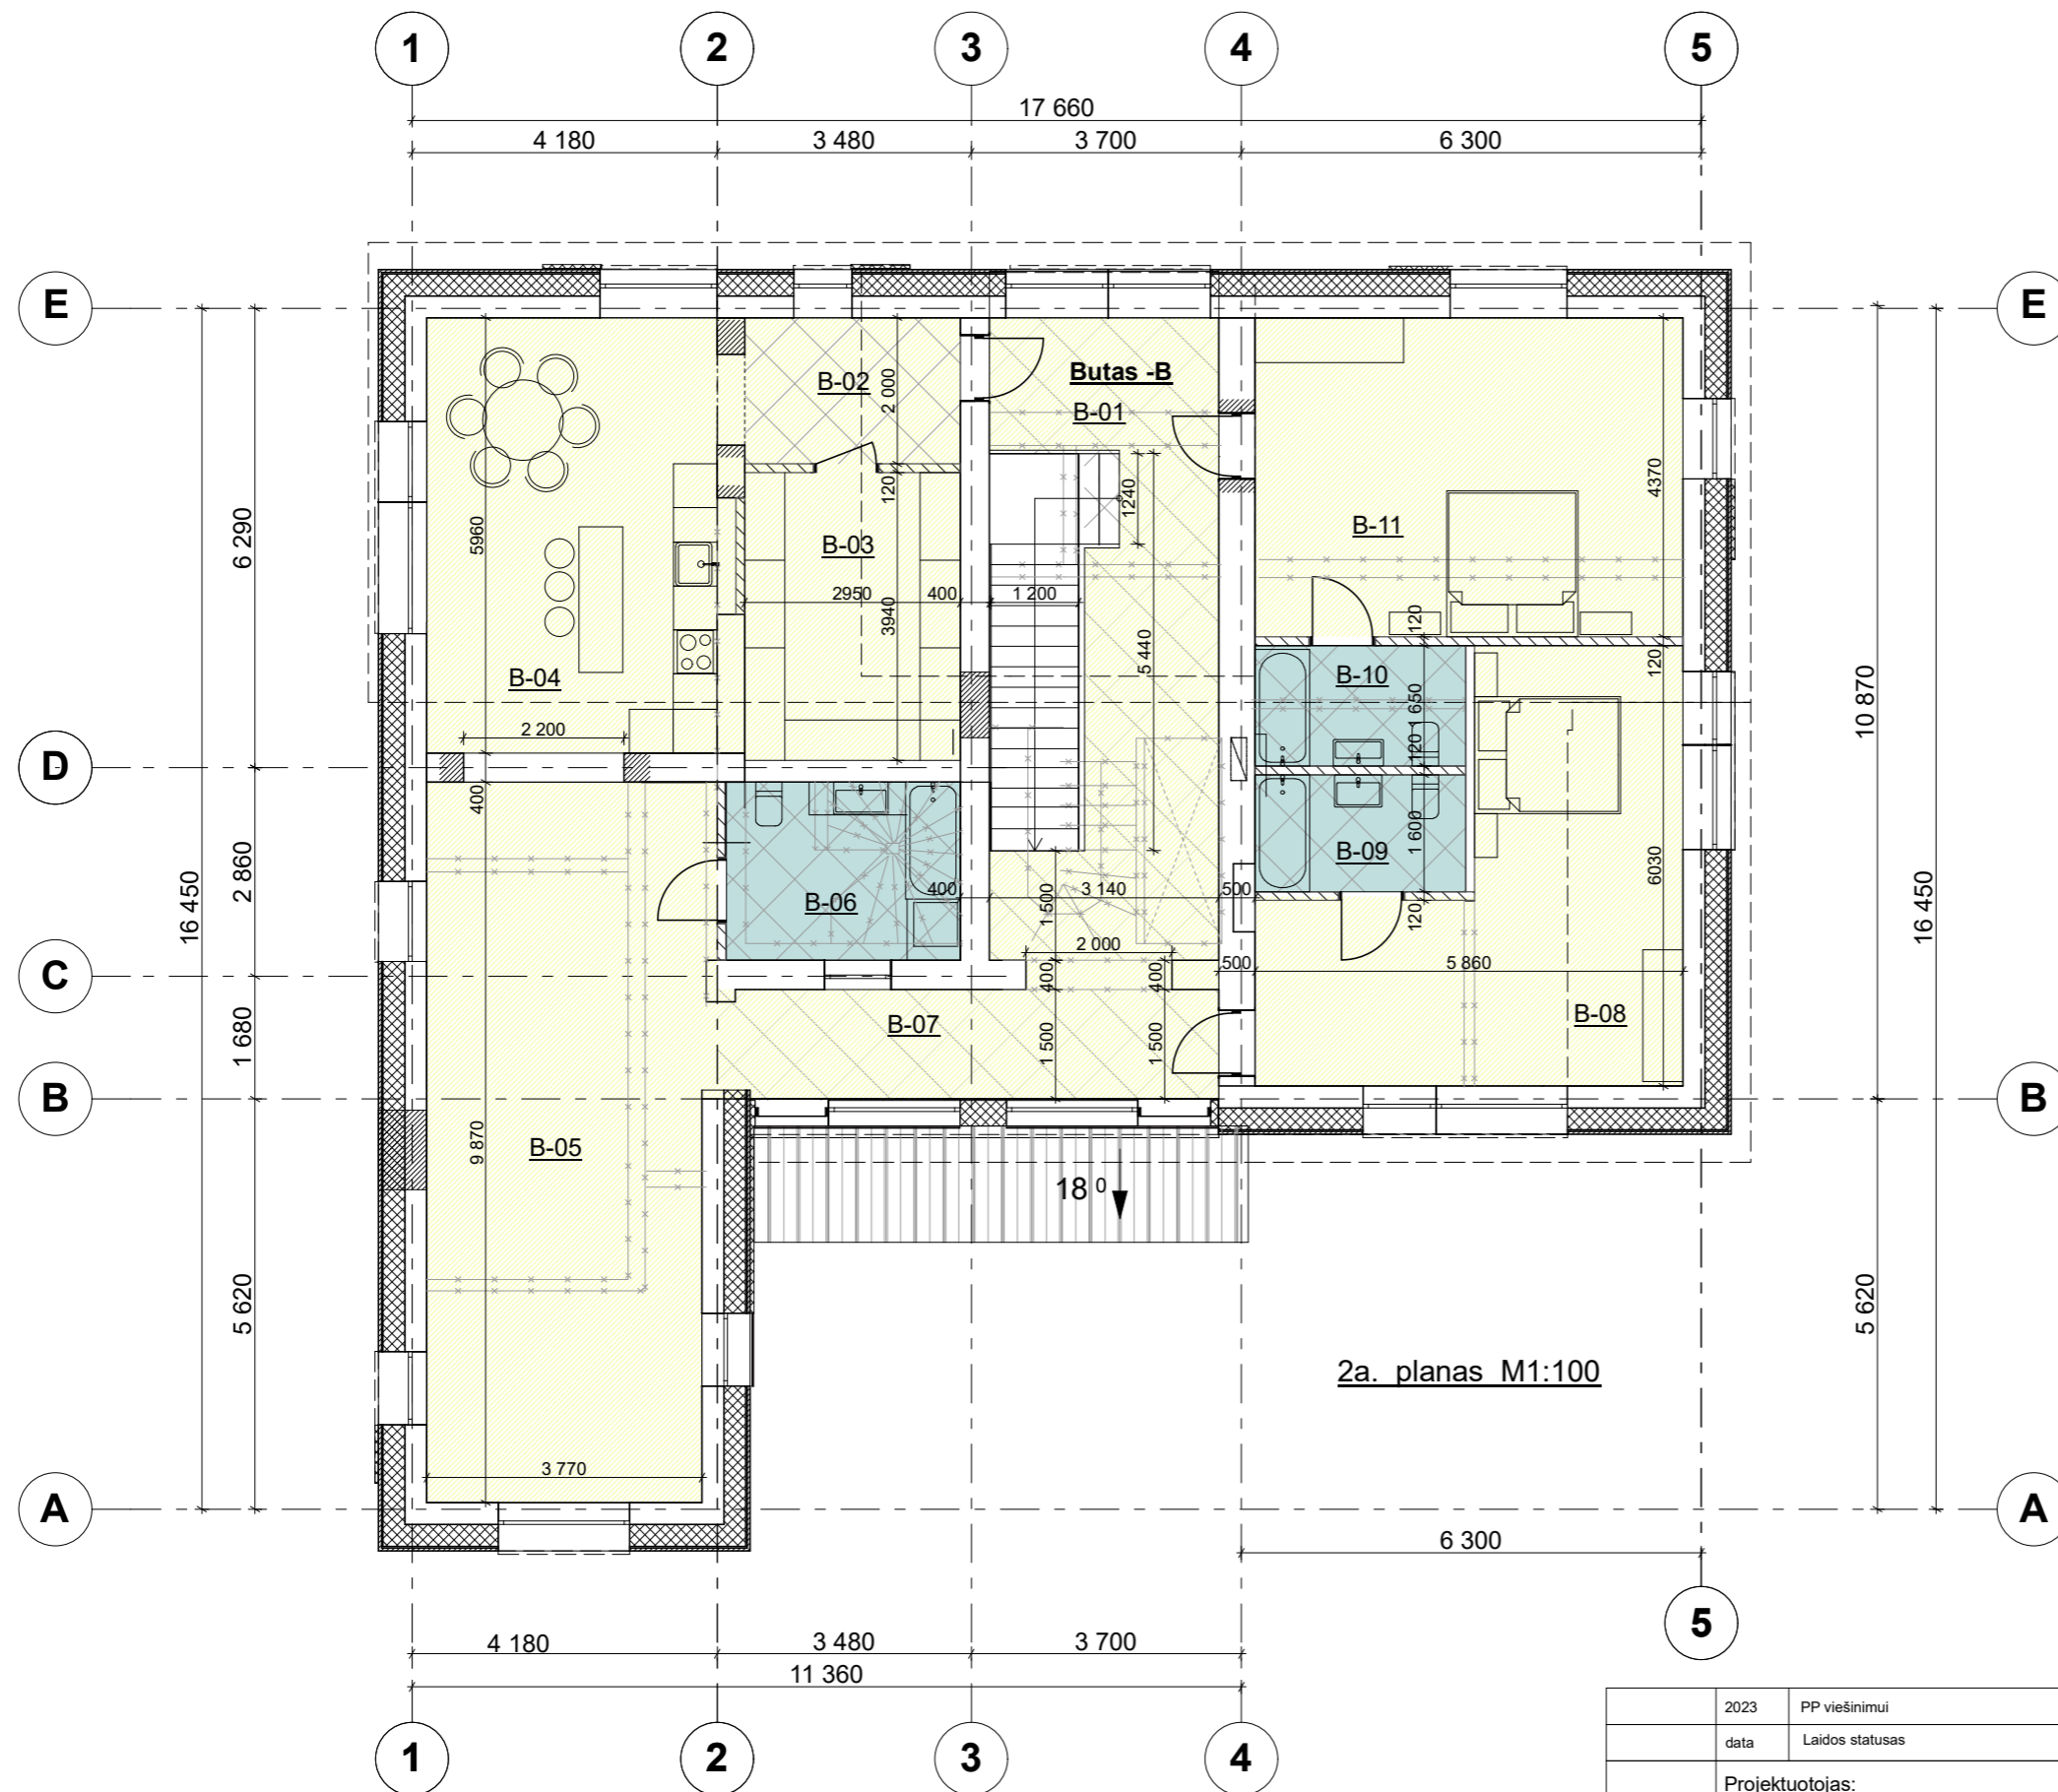 1 2 3 4 5
17 660
4 180 3 480 3 700 6 300
E E
Butas -B
B-02
B-01
2 000
120
1240
4370
B-11
B-03
5960
6 290
2950 400 1 200
3940
5 440
120
120
10 870
B-04
B-10
1 650
2 200
120
D D
400
1 600
B-09
6030
2 860
16 450
16 450
B-06
400 3 140 500
1 500
120
2 000
C C
400
400
500 5 860
B-07
B-08
1 680
1 500
1 500
B B
9 870
B-05
18 0
5 620
5 620
2a. planas M1:100
3 770
A A
6 300
5
4 180 3 480 3 700
11 360
2023 PP viešinimui
data Laidos statusas
1 2 3 4
Projektuotojas: